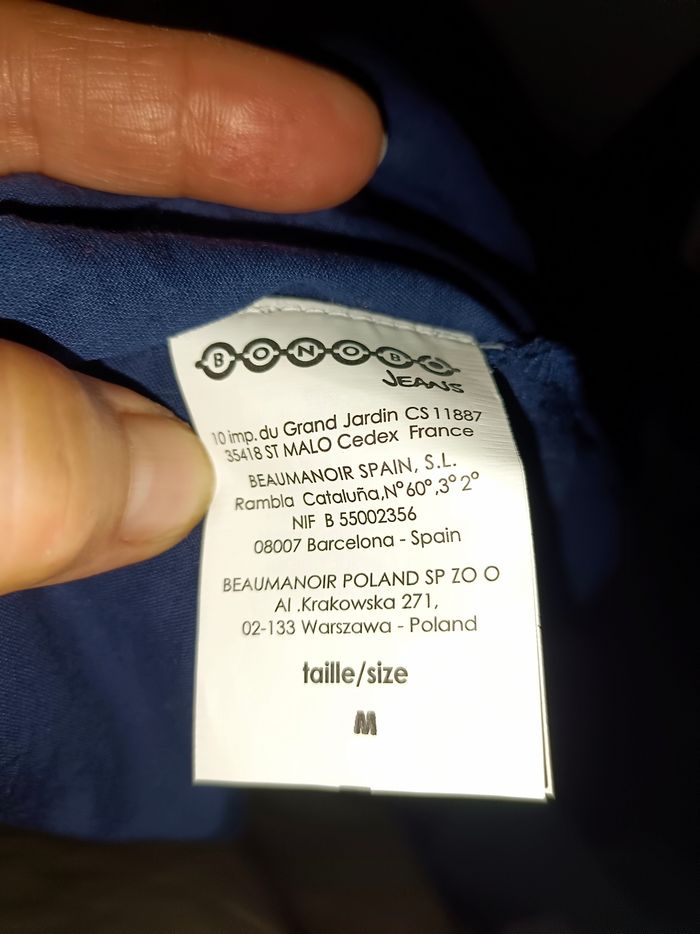 BONOBO
JEANS
10 imp. du Grand Jardin CS 11887
35418 ST MALO Cedex France
BEAUMANOIR SPAIN, S.L.
Rambla Cataluña,N°60°,3°2°
NIF B 55002356
08007 Barcelona - Spain
BEAUMANOIR POLAND SP ZO O
Al .Krakowska 271,
02-133 Warszawa - Poland
taille/size
M